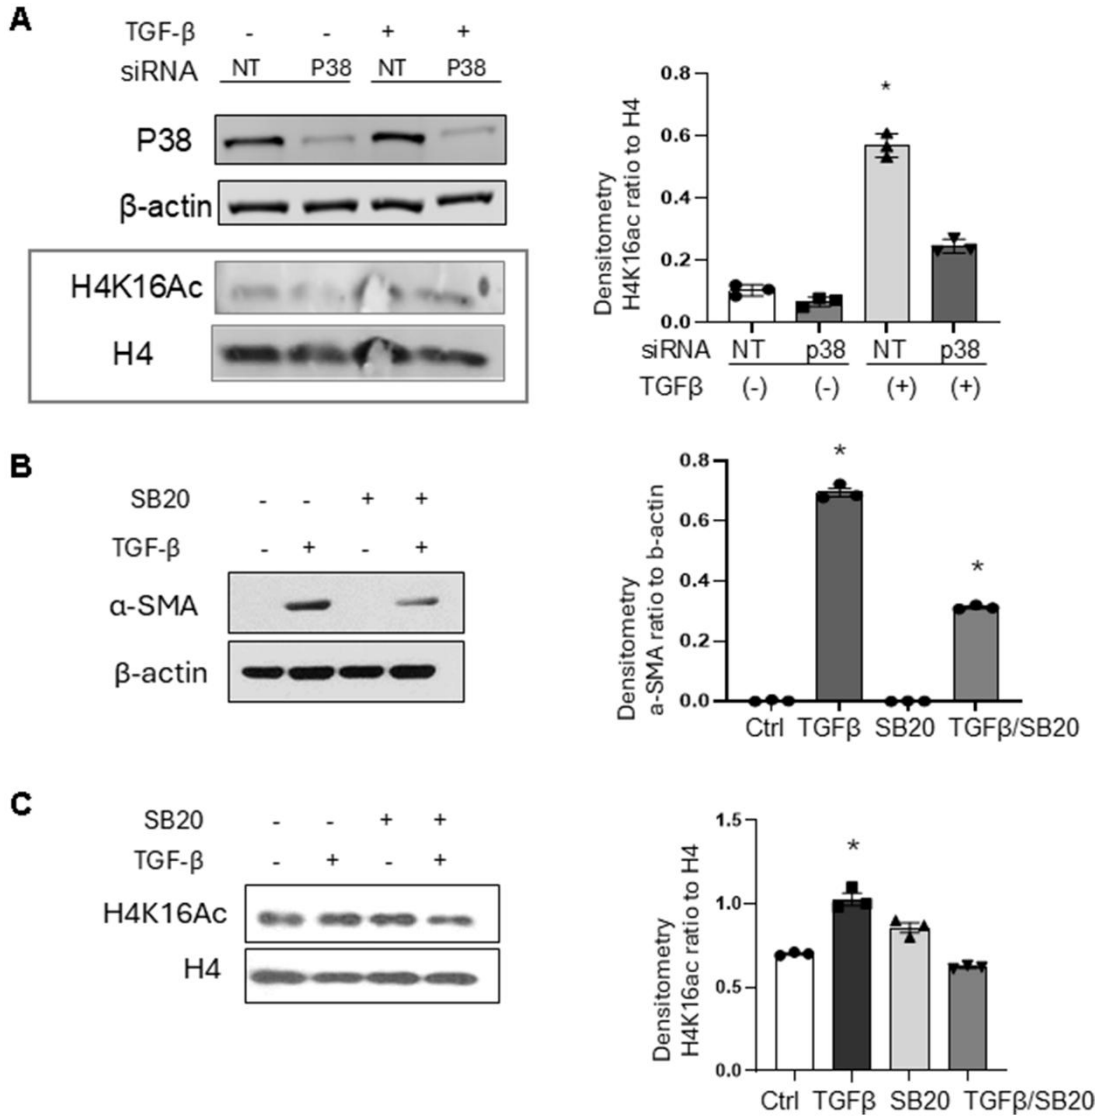 A
TGF-β - - + +
siRNA NT P38 NT P38
P38
β-actin
H4K16Ac
H4
Densitometry
H4K16ac ratio to H4
0.8
0.6
0.4
0.2
0.0
siRNA NT p38 NT p38
TGFβ (-) (-) (+) (+)
*
B
SB20 - - + +
TGF-β - + - +
α-SMA
β-actin
Densitometry
a-SMA ratio to b-actin
0.8
0.6
0.4
0.2
0.0
* *
Ctrl TGFβ SB20 TGFβ/SB20
C
SB20 - - + +
TGF-β - + - +
H4K16Ac
H4
Densitometry
H4K16ac ratio to H4
1.5
1.0
0.5
0.0
*
Ctrl TGFβ SB20 TGFβ/SB20